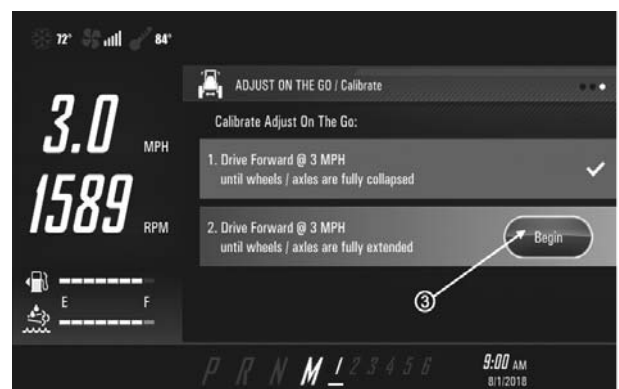 72° 84°
ADJUST ON THE GO / Calibrate
3.0 MPH
Calibrate Adjust On The Go:
1. Drive Forward @ 3 MPH
until wheels / axles are fully collapsed
1589 RPM
2. Drive Forward @ 3 MPH
until wheels / axles are fully extended
Begin
3
E F
P R N M 1 2 3 4 5 6
9:00 AM
8/1/2018